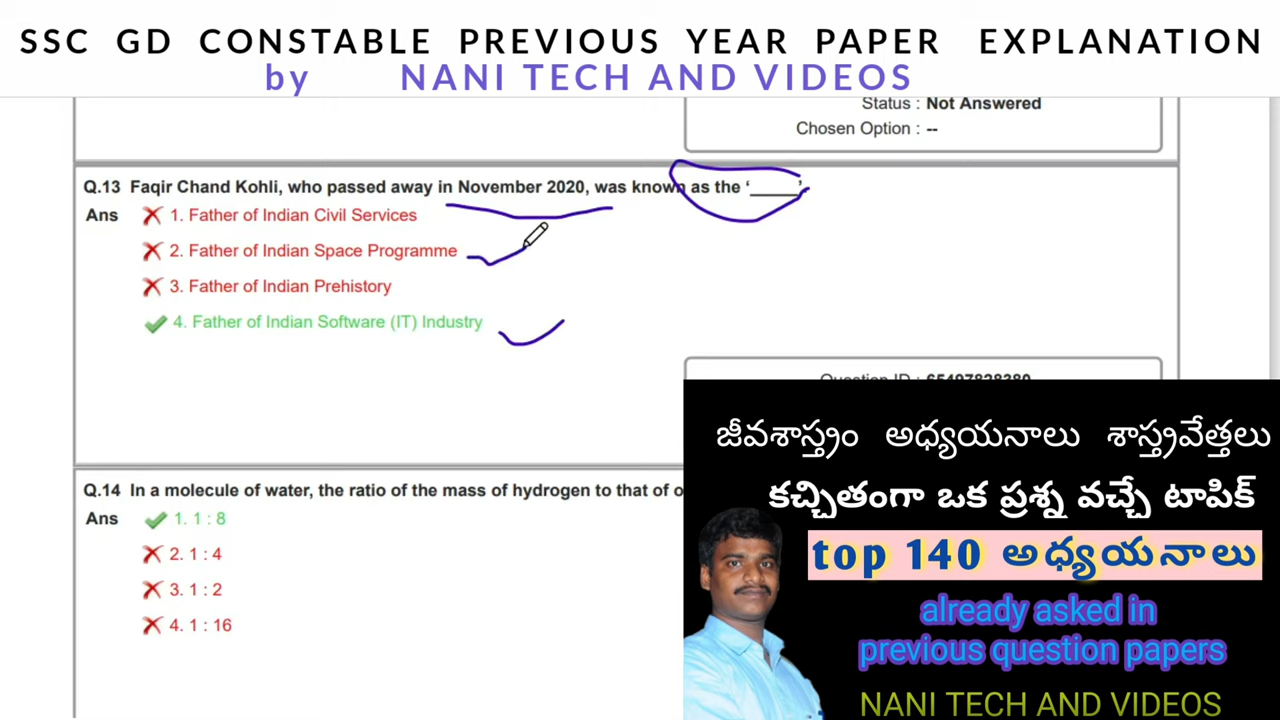 SSC GD CONSTABLE PREVIOUS YEAR PAPER EXPLANATION
by NANI TECH AND VIDEOS
Status : Not Answered
Chosen Option : --
Q.13 Faqir Chand Kohli, who passed away in November 2020, was known as the ‘_____’
Ans 1. Father of Indian Civil Services
2. Father of Indian Space Programme
3. Father of Indian Prehistory
4. Father of Indian Software (IT) Industry
Question ID : 65497828380
Q.14 In a molecule of water, the ratio of the mass of hydrogen to that of o
Ans 1. 1 : 8
2. 1 : 4
3. 1 : 2
4. 1 : 16
జీవశాస్త్రం అధ్యయనాలు శాస్త్రవేత్తలు
కచ్చితంగా ఒక ప్రశ్న వచ్చే టాపిక్
top 140 అధ్యయనాలు
already asked in
previous question papers
NANI TECH AND VIDEOS